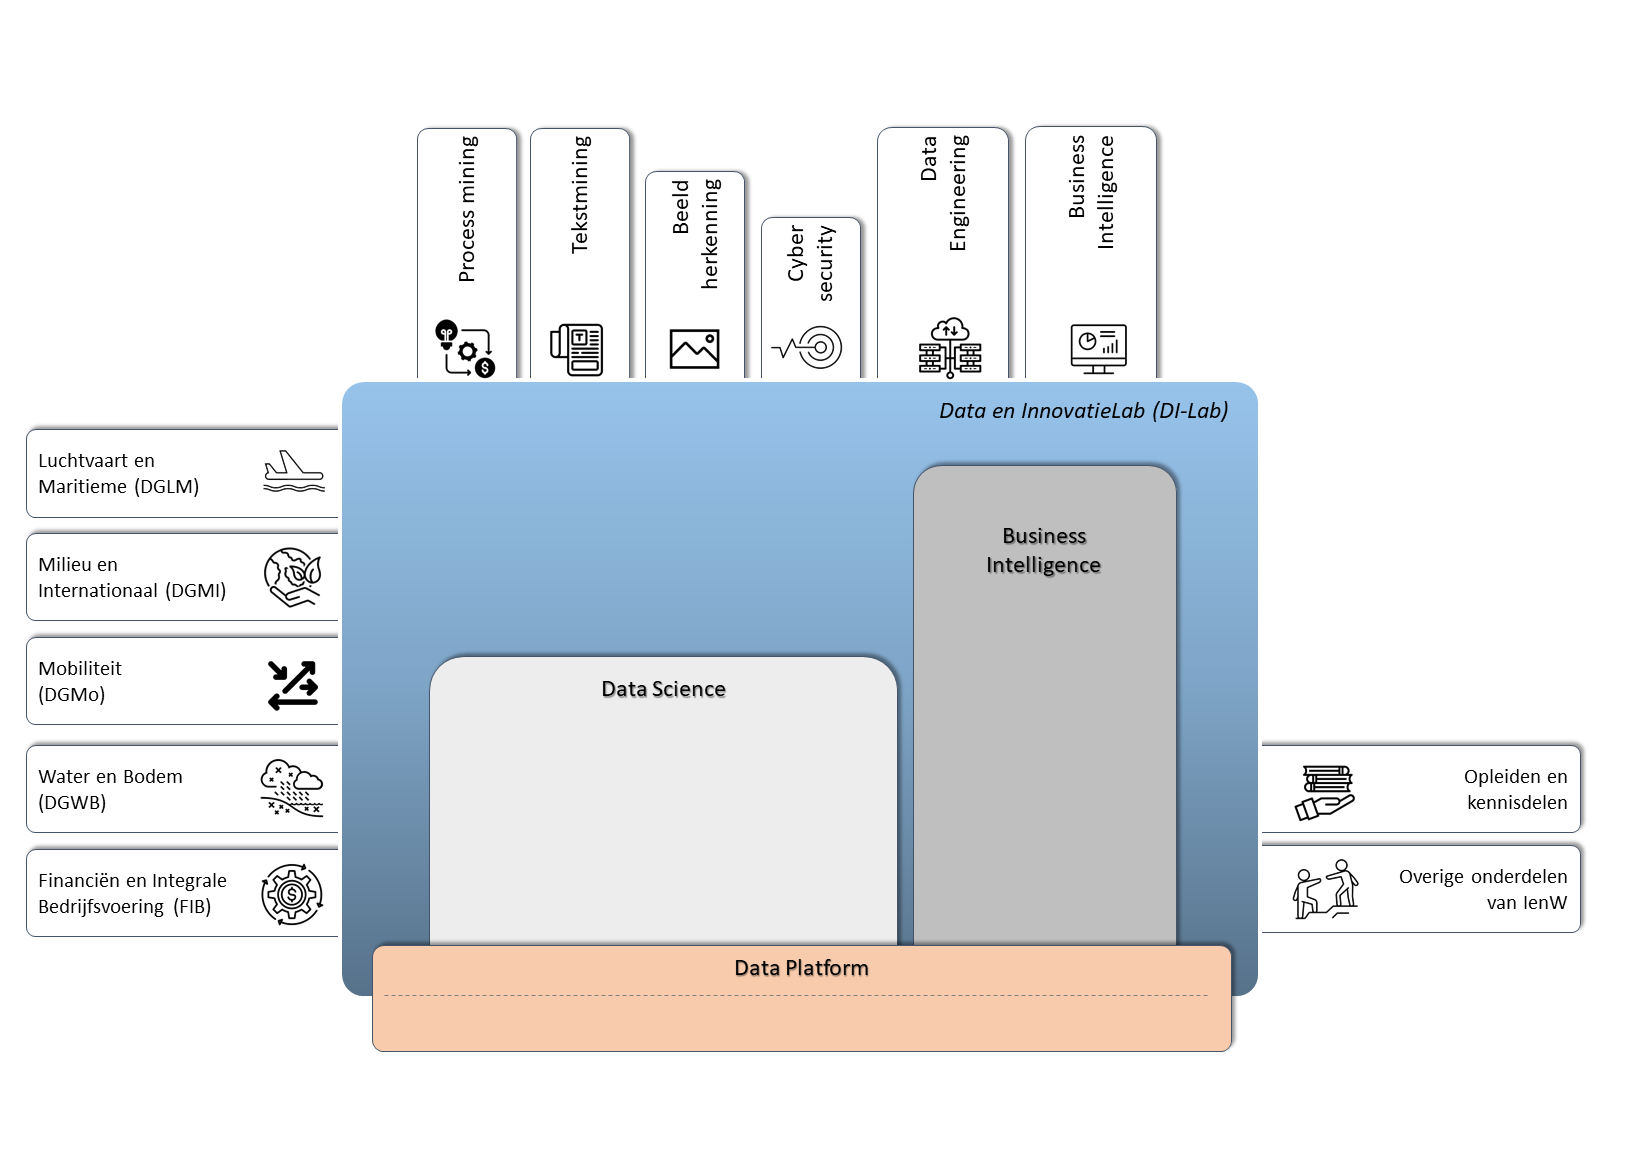 Process mining
Tekstmining
Beeld
herkenning
Cyber
security
Data
Engineering
Business
Intelligence
Data en InnovatieLab (DI-Lab)
Luchtvaart en
Maritieme (DGLM)
Milieu en
Internationaal (DGMI)
Mobiliteit
(DGMo)
Water en Bodem
(DGWB)
Financiën en Integrale
Bedrijfsvoering (FIB)
Business
Intelligence
Data Science
Data Platform
Opleiden en
kennisdelen
Overige onderdelen
van IenW